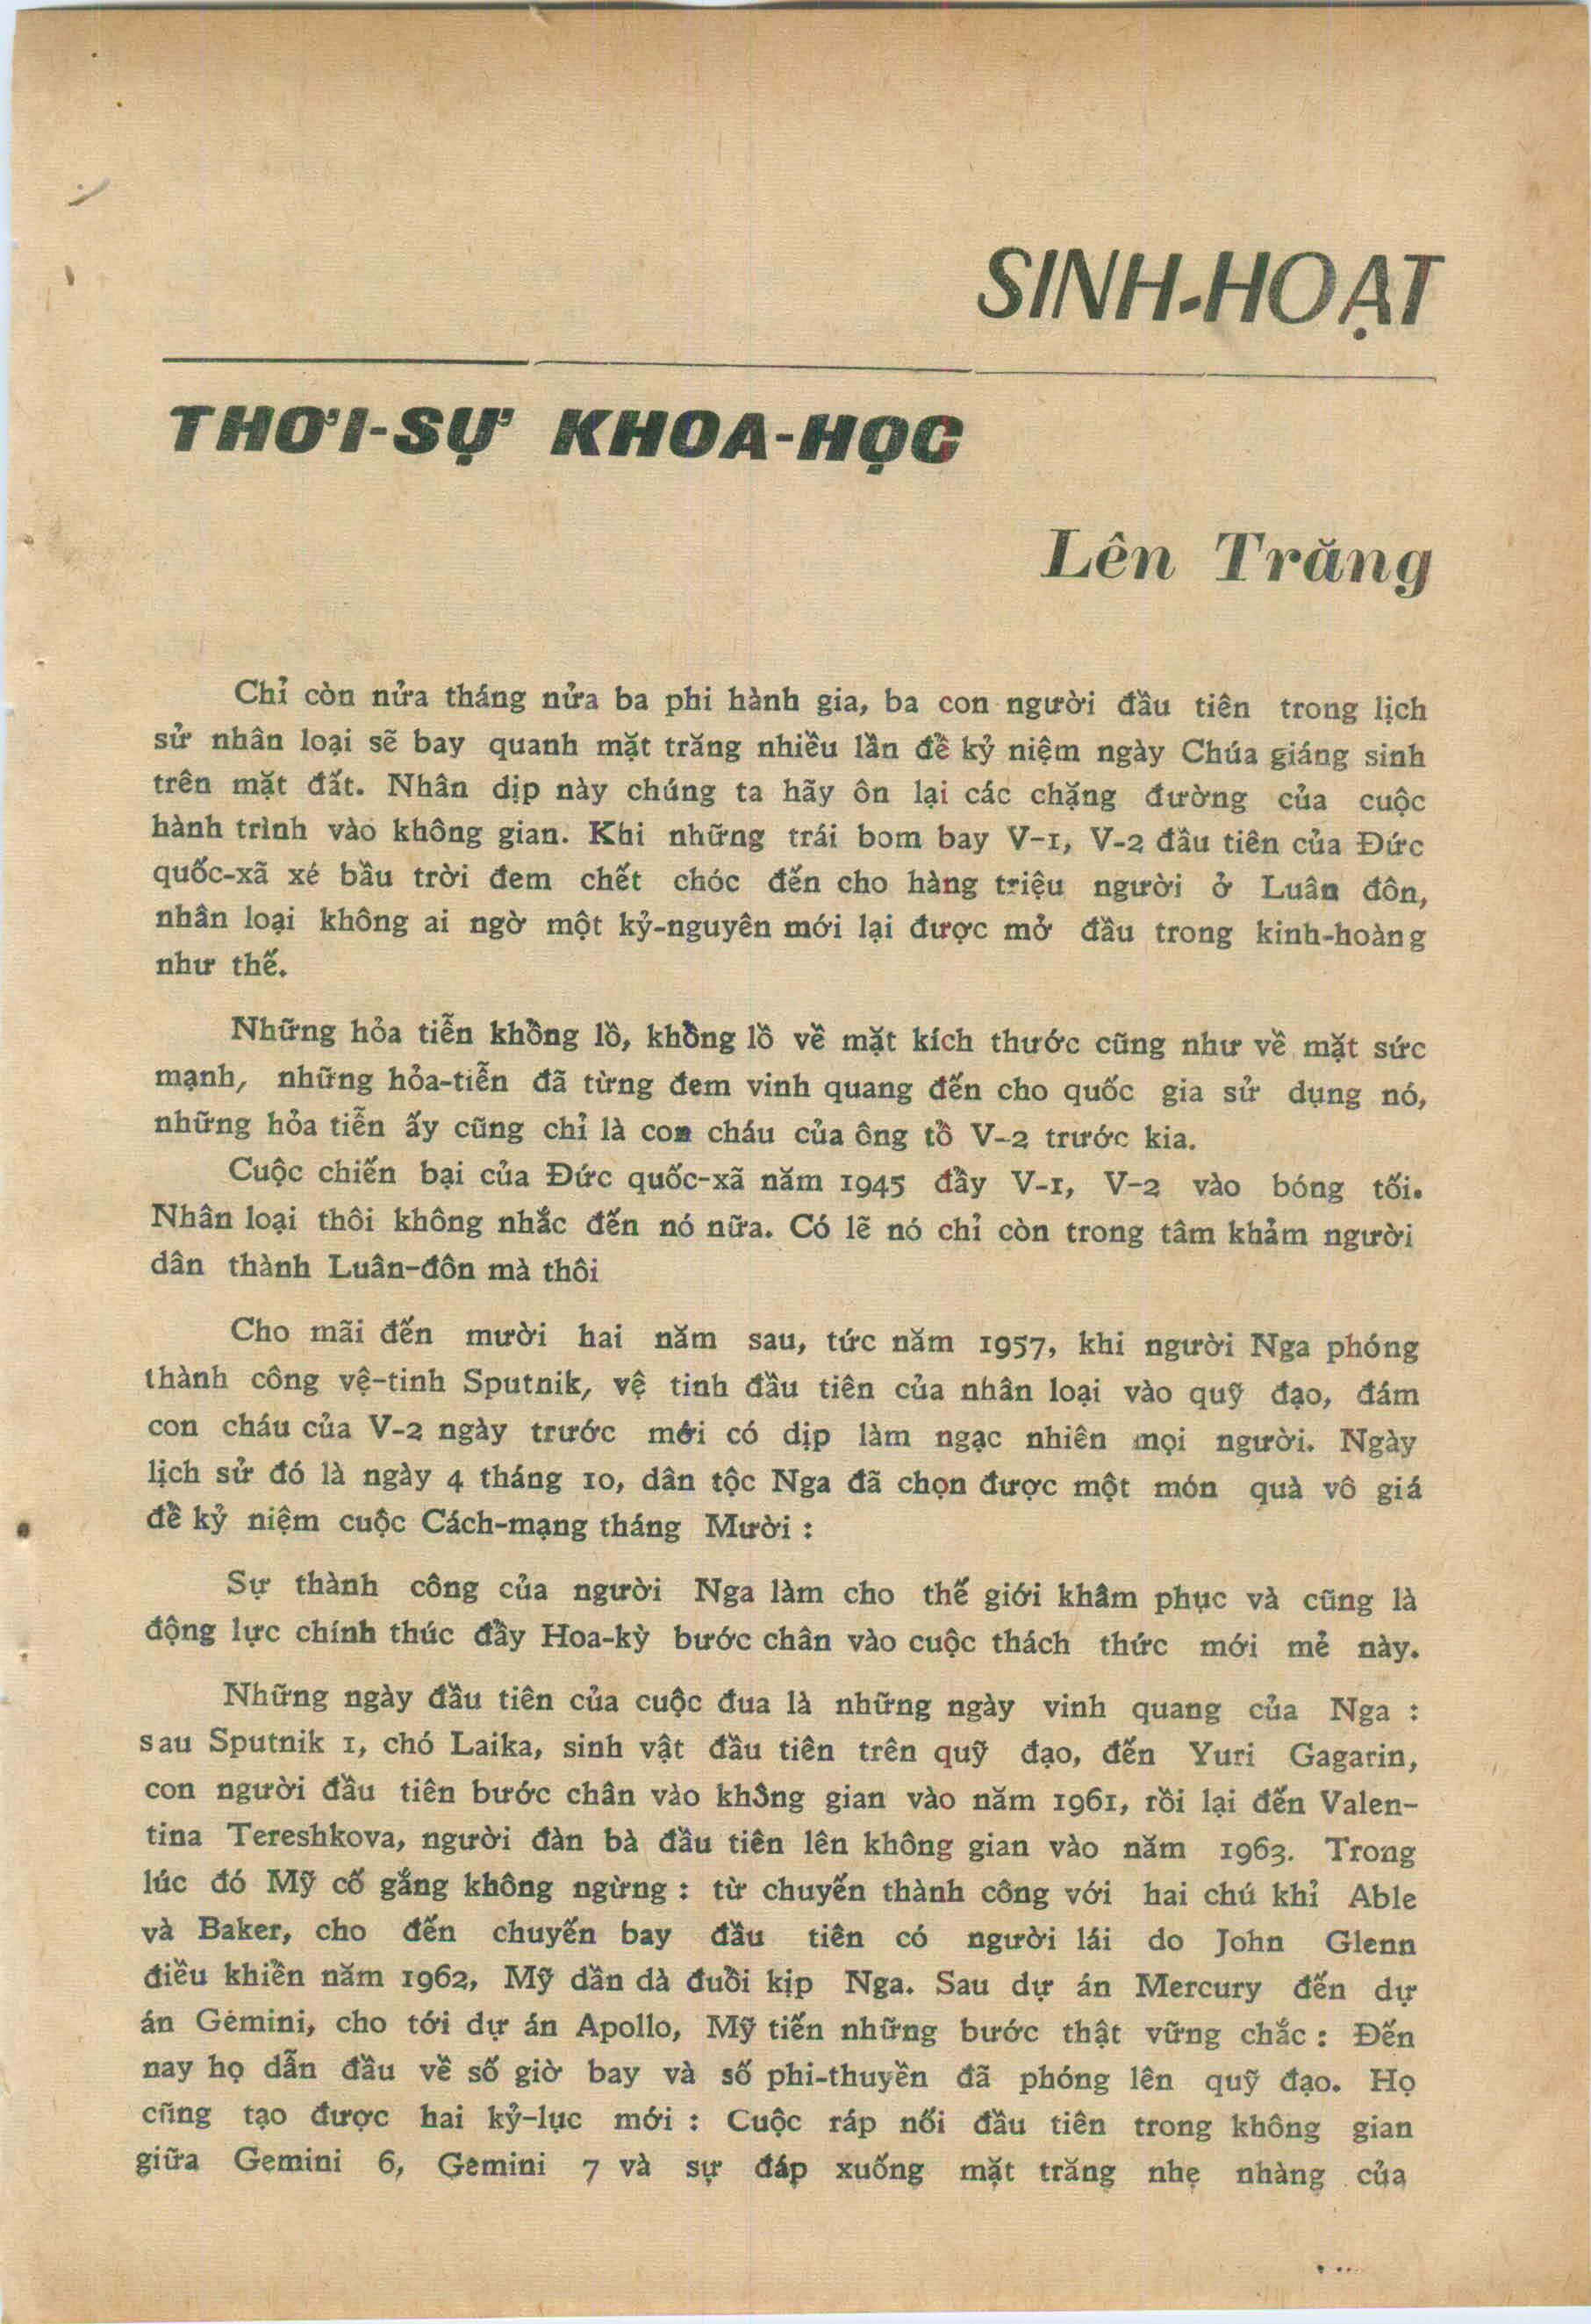 SINH-HOẠT
THỜI-SỰ KHOA-HỌC
Lên Trăng
Chỉ còn nửa tháng nửa ba phi hành gia, ba con người đầu tiên trong lịch
sử nhân loại sẽ bay quanh mặt trăng nhiều lần để kỷ niệm ngày Chúa giáng sinh
trên mặt đất. Nhân dịp này chúng ta hãy ôn lại các chặng đường của cuộc
hành trình vào không gian. Khi những trái bom bay V-1, V-2 đầu tiên của Đức
quốc-xã xé bầu trời đem chết chóc đến cho hàng triệu người ở Luân đôn,
nhân loại không ai ngờ một kỷ-nguyên mới lại được mở đầu trong kinh-hoàng
như thế.
Những hỏa tiễn khổng lồ, khổng lồ về mặt kích thước cũng như về mặt sức
mạnh, những hỏa-tiễn đã từng đem vinh quang đến cho quốc gia sử dụng nó,
những hỏa tiễn ấy cũng chỉ là con cháu của ông tổ V-2 trước kia.
Cuộc chiến bại của Đức quốc-xã năm 1945 đẩy V-1, V-2 vào bóng tối.
Nhân loại thôi không nhắc đến nó nữa. Có lẽ nó chỉ còn trong tâm khảm người
dân thành Luân-đôn mà thôi
Cho mãi đến mười hai năm sau, tức năm 1957, khi người Nga phóng
thành công vệ-tinh Sputnik, vệ tinh đầu tiên của nhân loại vào quỹ đạo, đám
con cháu của V-2 ngày trước mới có dịp làm ngạc nhiên mọi người. Ngày
lịch sử đó là ngày 4 tháng 10, dân tộc Nga đã chọn được một món quà vô giá
để kỷ niệm cuộc Cách-mạng tháng Mười :
Sự thành công của người Nga làm cho thế giới khâm phục và cũng là
động lực chính thúc đẩy Hoa-kỳ bước chân vào cuộc thách thức mới mẻ này.
Những ngày đầu tiên của cuộc đua là những ngày vinh quang của Nga :
sau Sputnik 1, chó Laika, sinh vật đầu tiên trên quỹ đạo, đến Yuri Gagarin,
con người đầu tiên bước chân vào không gian vào năm 1961, rồi lại đến Valen-
tina Tereshkova, người đàn bà đầu tiên lên không gian vào năm 1963. Trong
lúc đó Mỹ cố gắng không ngừng : từ chuyến thành công với hai chú khỉ Able
và Baker, cho đến chuyến bay đầu tiên có người lái do John Glenn
điều khiển năm 1962, Mỹ dần dà đuổi kịp Nga. Sau dự án Mercury đến dự
án Gémini, cho tới dự án Apollo, Mỹ tiến những bước thật vững chắc : Đến
nay họ dẫn đầu về số giờ bay và số phi-thuyền đã phóng lên quỹ đạo. Họ
cũng tạo được hai kỷ-lục mới : Cuộc ráp nối đầu tiên trong không gian
giữa Gemini 6, Gemini 7 và sự đáp xuống mặt trăng nhẹ nhàng của